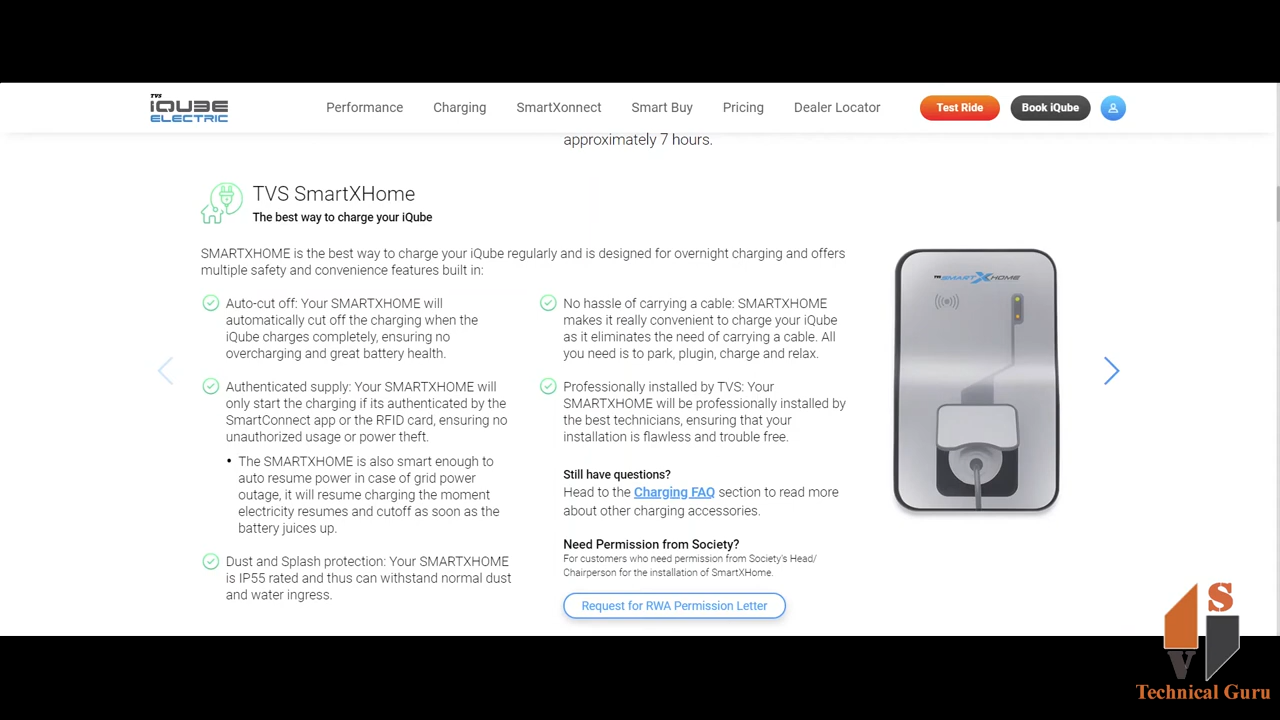 TVS
iQUBE
ELECTRIC
Performance
Charging
SmartXonnect
Smart Buy
Pricing
Dealer Locator
Test Ride
Book iQube
approximately 7 hours.
TVS SmartXHome
The best way to charge your iQube
SMARTXHOME is the best way to charge your iQube regularly and is designed for overnight charging and offers
multiple safety and convenience features built in:
Auto-cut off: Your SMARTXHOME will
automatically cut off the charging when the
iQube charges completely, ensuring no
overcharging and great battery health.
Authenticated supply: Your SMARTXHOME will
only start the charging if its authenticated by the
SmartConnect app or the RFID card, ensuring no
unauthorized usage or power theft.
• The SMARTXHOME is also smart enough to
auto resume power in case of grid power
outage, it will resume charging the moment
electricity resumes and cutoff as soon as the
battery juices up.
Dust and Splash protection: Your SMARTXHOME
is IP55 rated and thus can withstand normal dust
and water ingress.
No hassle of carrying a cable: SMARTXHOME
makes it really convenient to charge your iQube
as it eliminates the need of carrying a cable. All
you need is to park, plugin, charge and relax.
Professionally installed by TVS: Your
SMARTXHOME will be professionally installed by
the best technicians, ensuring that your
installation is flawless and trouble free.
Still have questions?
Head to the Charging FAQ section to read more
about other charging accessories.
Need Permission from Society?
For customers who need permission from Society's Head/
Chairperson for the installation of SmartXHome.
Request for RWA Permission Letter
TVS SMARTXHOME
S
V
Technical Guru